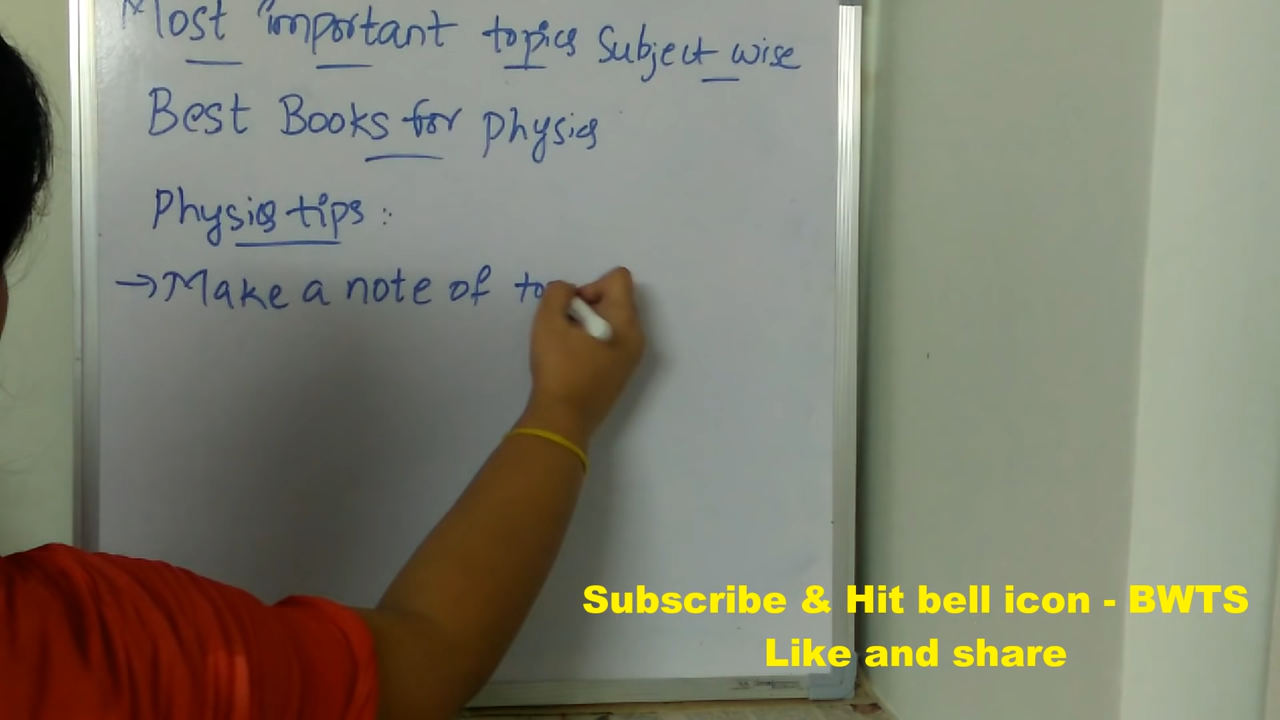 Most important topics Subject wise
Best Books for physics
Physics tips :
→ Make a note of to
Subscribe & Hit bell icon - BWTS
Like and share